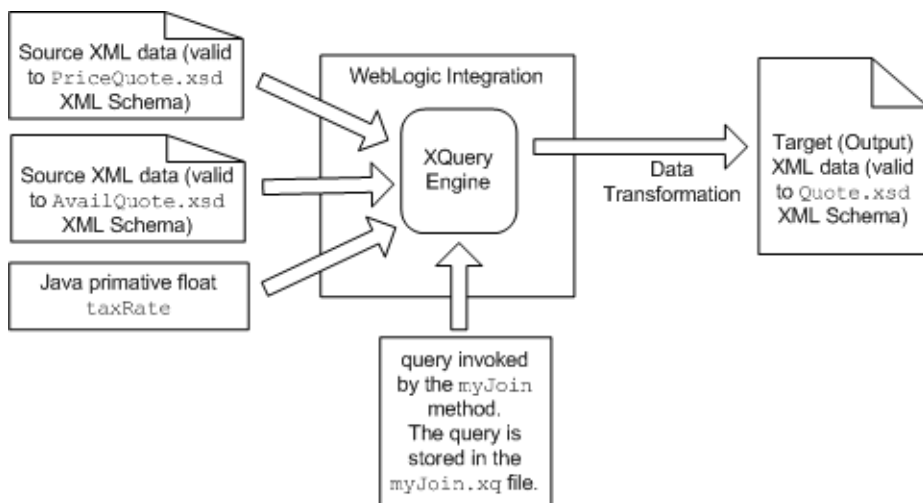 Source XML data (valid
to PriceQuote.xsd
XML Schema)
Source XML data (valid
to AvailQuote.xsd
XML Schema)
Java primative float
taxRate
WebLogic Integration
XQuery
Engine
query invoked
by the myJoin
method.
The query is
stored in the
myJoin.xq file.
Data
Transformation
Target (Output)
XML data (valid
to Quote.xsd
XML Schema)